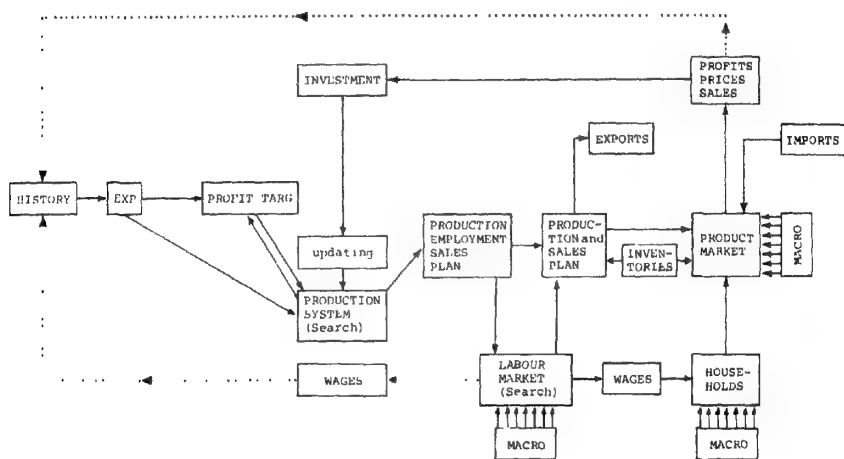 PROFITS
PRICES
SALES
INVESTMENT
EXPORTS
IMPORTS
HISTORY
EXP
PROFIT TARG
updating
PRODUCTION
SYSTEM
(Search)
PRODUCTION
EMPLOYMENT
SALES
PLAN
PRODUC-
TION and
SALES
PLAN
INVEN-
TORIES
PRODUCT
MARKET
MACRO
WAGES
LABOUR
MARKET
(Search)
WAGES
HOUSE-
HOLDS
MACRO
MACRO